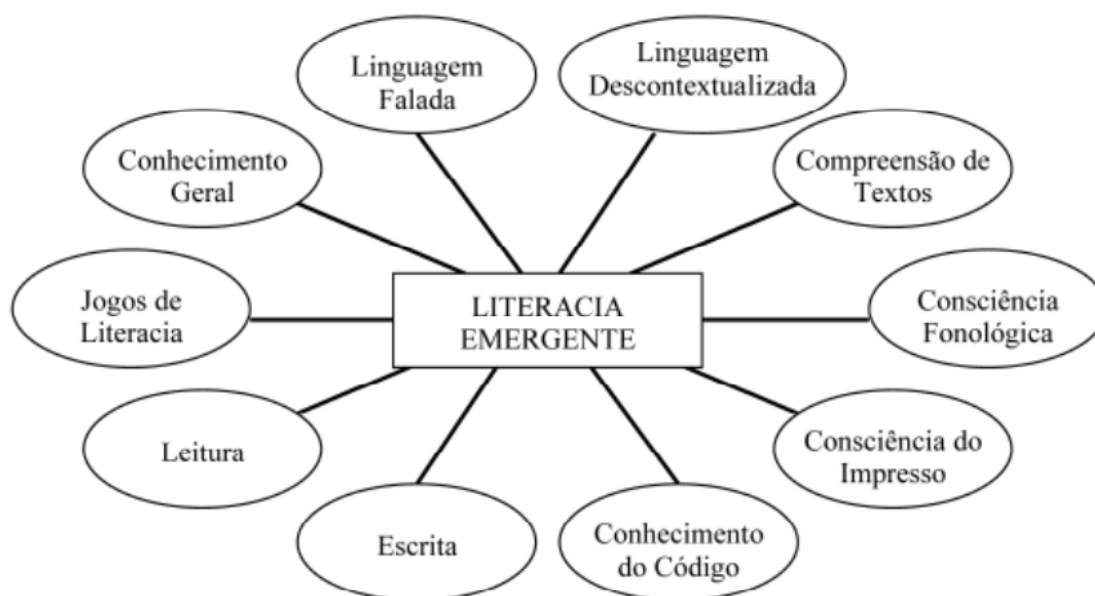 Linguagem
Falada
Linguagem
Descontextualizada
Conhecimento
Geral
Compreensão de
Textos
Jogos de
Literacia
LITERACIA
EMERGENTE
Consciência
Fonológica
Leitura
Consciência do
Impresso
Escrita
Conhecimento
do Código